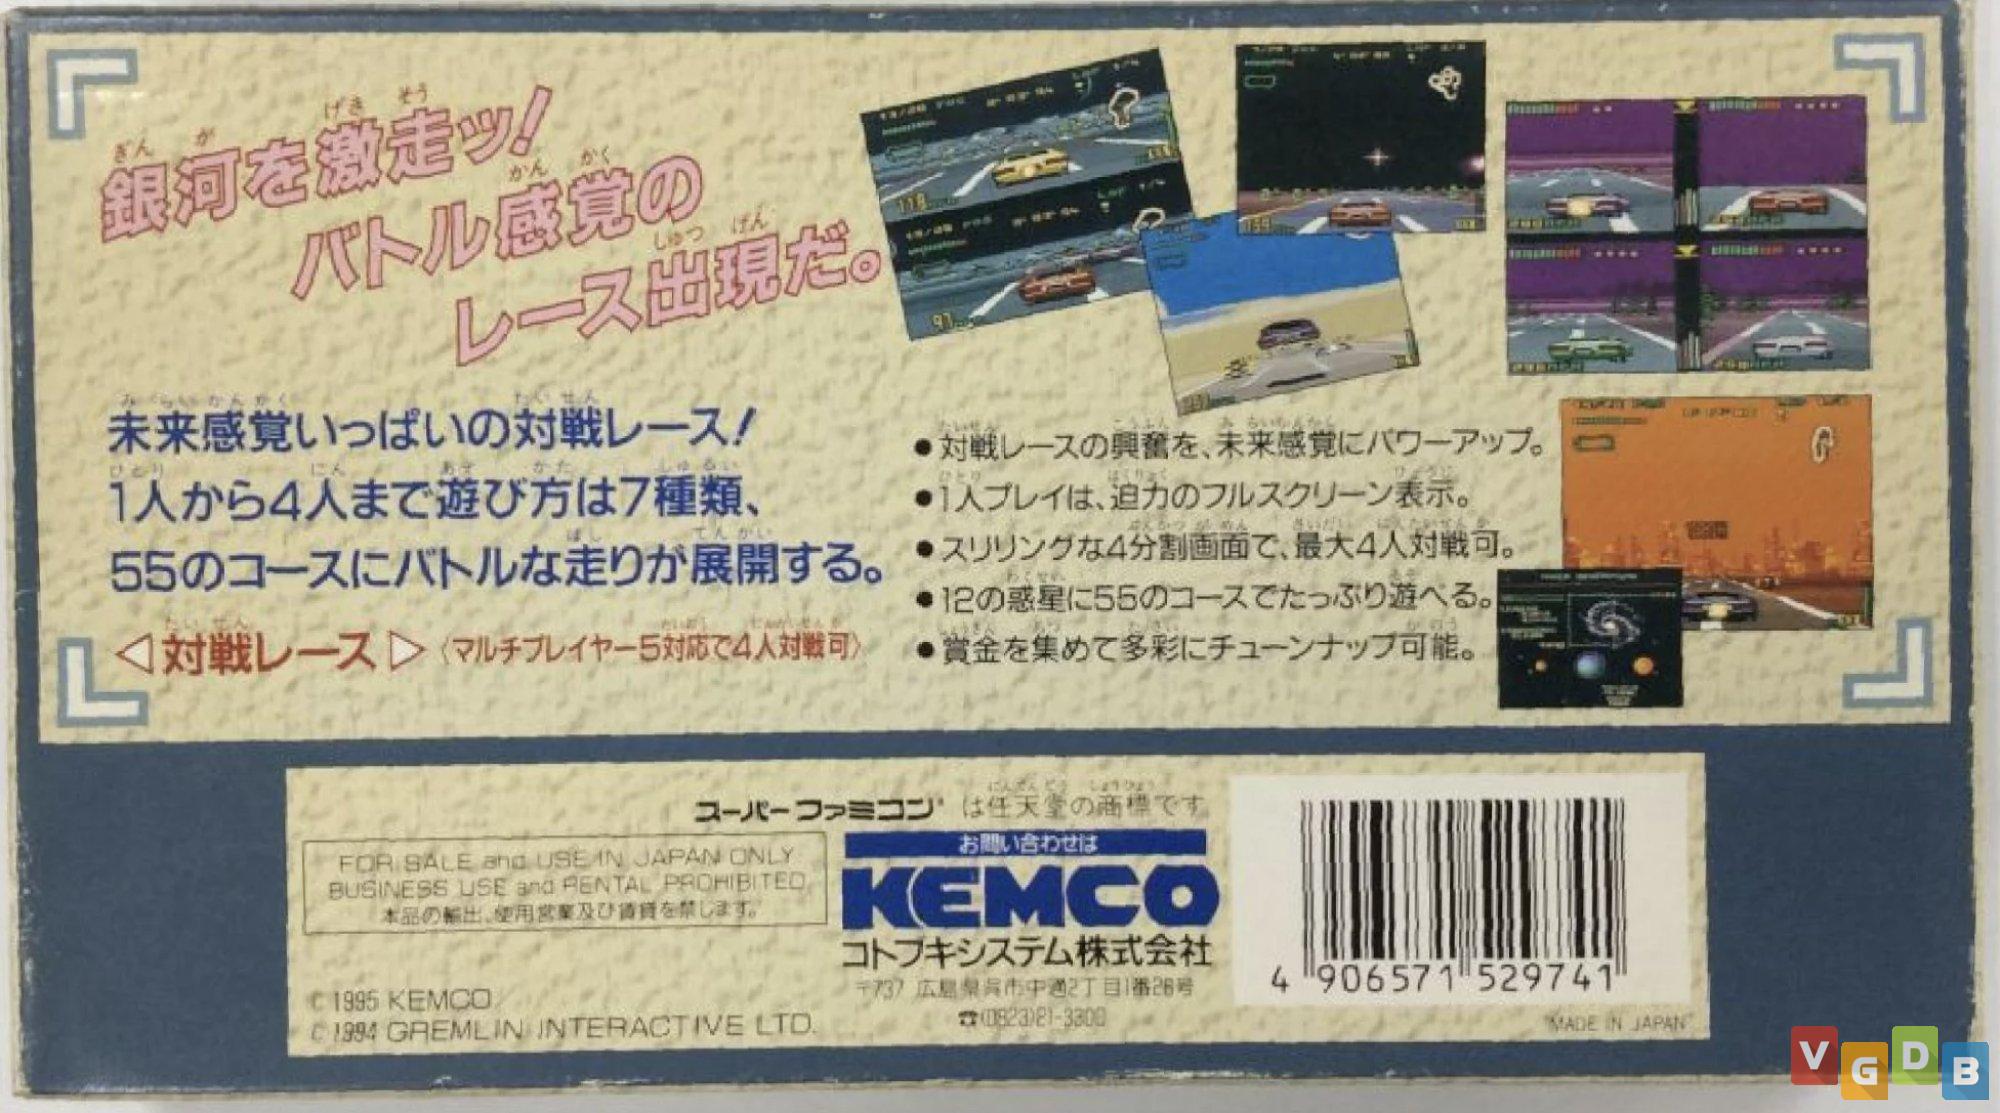 銀河を激走ッ!
バトル感覚の
レース出現だ。
未来感覚いっぱいの対戦レース!
1人から4人まで遊び方は7種類、
55のコースにバトルな走りが展開する。
◁対戦レース▷〈マルチプレイヤー5対応で4人対戦可〉
●対戦レースの興奮を、未来感覚にパワーアップ。
●1人プレイは、迫力のフルスクリーン表示。
●スリリングな4分割画面で、最大4人対戦可。
●12の惑星に55のコースでたっぷり遊べる。
●賞金を集めて多彩にチューンナップ可能。
スーパーファミコン は任天堂の商標です
FOR SALE and USE IN JAPAN ONLY
BUSINESS USE and RENTAL PROHIBITED
本品の輸出、使用営業及び賃貸を禁じます。
© 1995 KEMCO
© 1994 GREMLIN INTERACTIVE LTD.
お問い合わせは
KEMCO
コトブキシステム株式会社
〒737 広島県呉市中通2丁目1番26号
☎(0823)21-3300
4 906571 529741
MADE IN JAPAN
VGDB